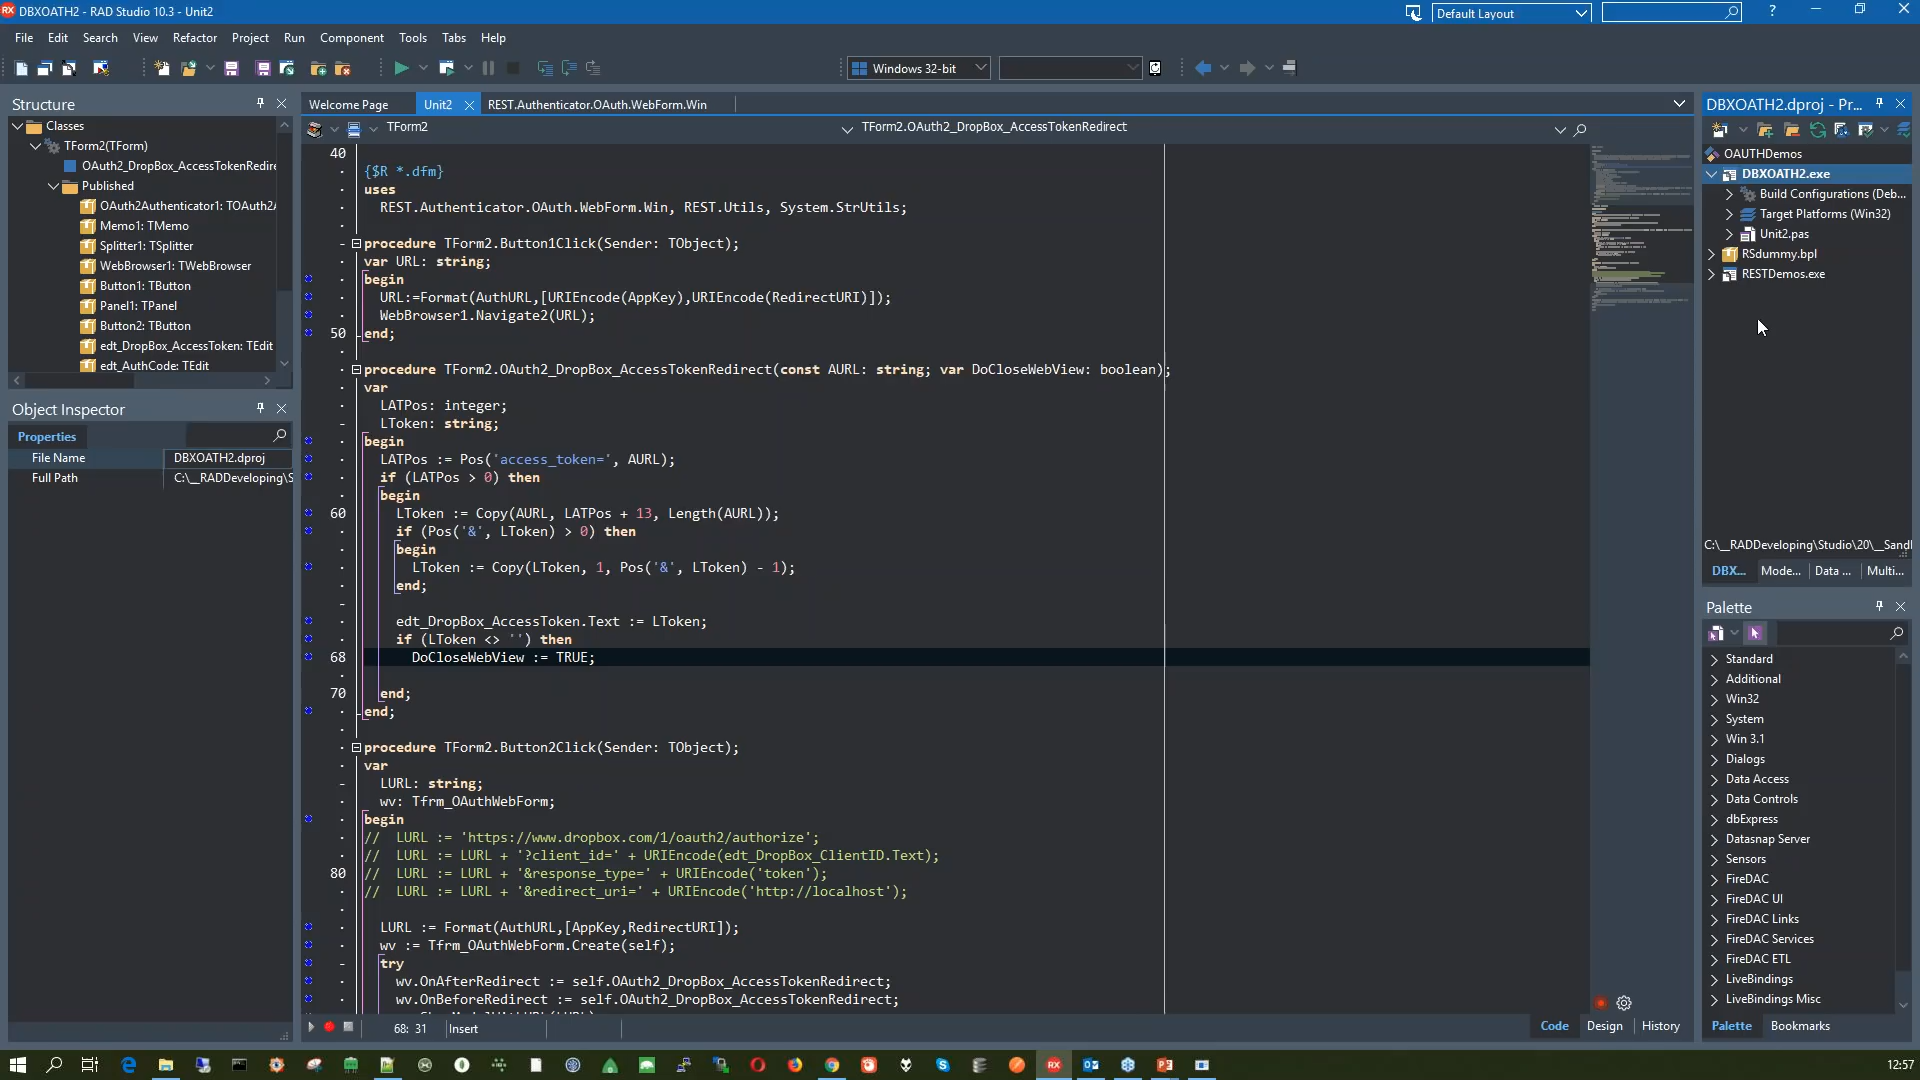 DBXOATH2 - RAD Studio 10.3 - Unit2
Default Layout
?
File Edit Search View Refactor Project Run Component Tools Tabs Help
Windows 32-bit
Structure
Classes
TForm2(TForm)
OAuth2_DropBox_AccessTokenRedire
Published
OAuth2Authenticator1: TOAuth2A
Memo1: TMemo
Splitter1: TSplitter
WebBrowser1: TWebBrowser
Button1: TButton
Panel1: TPanel
Button2: TButton
edt_DropBox_AccessToken: TEdit
edt_AuthCode: TEdit
Object Inspector
Properties
File Name DBXOATH2.dproj
Full Path C:\__RADDeveloping\S
Welcome Page Unit2 REST.Authenticator.OAuth.WebForm.Win
TForm2 TForm2.OAuth2_DropBox_AccessTokenRedirect
40
{$R *.dfm}
uses
REST.Authenticator.OAuth.WebForm.Win, REST.Utils, System.StrUtils;
procedure TForm2.Button1Click(Sender: TObject);
var URL: string;
begin
URL:=Format(AuthURL,[URIEncode(AppKey),URIEncode(RedirectURI)]);
WebBrowser1.Navigate2(URL);
50 end;
procedure TForm2.OAuth2_DropBox_AccessTokenRedirect(const AURL: string; var DoCloseWebView: boolean);
var
LATPos: integer;
LToken: string;
begin
LATPos := Pos('access_token=', AURL);
if (LATPos > 0) then
begin
60 LToken := Copy(AURL, LATPos + 13, Length(AURL));
if (Pos('&', LToken) > 0) then
begin
LToken := Copy(LToken, 1, Pos('&', LToken) - 1);
end;
edt_DropBox_AccessToken.Text := LToken;
if (LToken <> '') then
68 DoCloseWebView := TRUE;
70 end;
end;
procedure TForm2.Button2Click(Sender: TObject);
var
LURL: string;
wv: Tfrm_OAuthWebForm;
begin
// LURL := 'https://www.dropbox.com/1/oauth2/authorize';
// LURL := LURL + '?client_id=' + URIEncode(edt_DropBox_ClientID.Text);
80 // LURL := LURL + '&response_type=' + URIEncode('token');
// LURL := LURL + '&redirect_uri=' + URIEncode('http://localhost');
LURL := Format(AuthURL,[AppKey,RedirectURI]);
wv := Tfrm_OAuthWebForm.Create(self);
try
wv.OnAfterRedirect := self.OAuth2_DropBox_AccessTokenRedirect;
wv.OnBeforeRedirect := self.OAuth2_DropBox_AccessTokenRedirect;
68: 31 Insert
Code Design History
DBXOATH2.dproj - Pr...
OAUTHDemos
DBXOATH2.exe
Build Configurations (Deb...
Target Platforms (Win32)
Unit2.pas
RSdummy.bpl
RESTDemos.exe
C:\__RADDeveloping\Studio\20\__Sandl
DBX... Mode... Data ... Multi...
Palette
Standard
Additional
Win32
System
Win 3.1
Dialogs
Data Access
Data Controls
dbExpress
Datasnap Server
Sensors
FireDAC
FireDAC UI
FireDAC Links
FireDAC Services
FireDAC ETL
LiveBindings
LiveBindings Misc
Palette Bookmarks
12:57